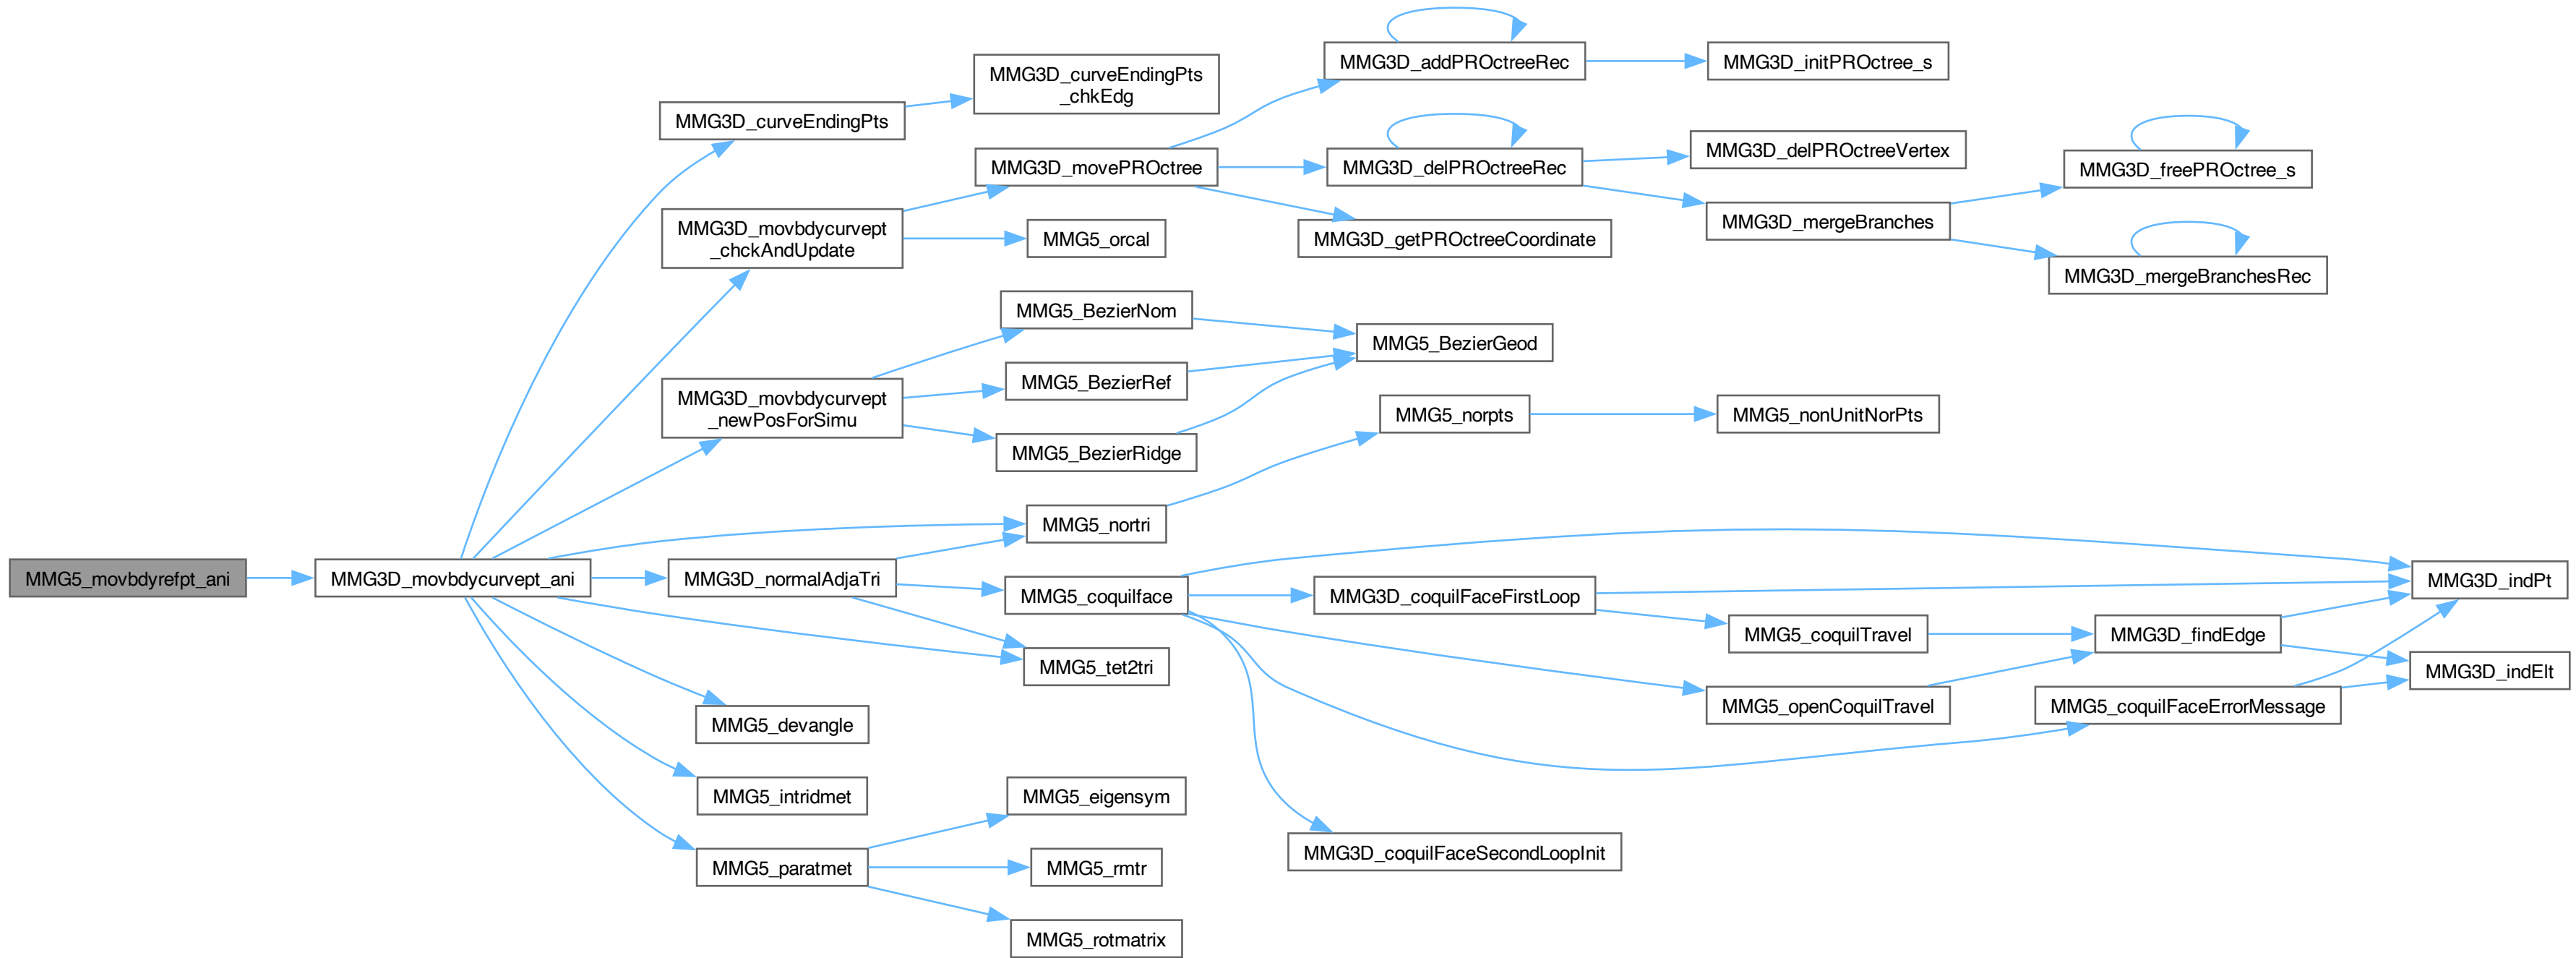 MMG5_movbdyrefpt_ani
MMG3D_movbdycurvept_ani
MMG3D_curveEndingPts
MMG3D_curveEndingPts
_chkEdg
MMG3D_movbdycurvept
_chckAndUpdate
MMG3D_movePROctree
MMG3D_addPROctreeRec
MMG3D_initPROctree_s
MMG3D_delPROctreeRec
MMG3D_delPROctreeVertex
MMG3D_mergeBranches
MMG3D_freePROctree_s
MMG3D_mergeBranchesRec
MMG3D_getPROctreeCoordinate
MMG5_orcal
MMG3D_movbdycurvept
_newPosForSimu
MMG5_BezierNom
MMG5_BezierGeod
MMG5_BezierRef
MMG5_BezierRidge
MMG5_nortri
MMG5_norpts
MMG5_nonUnitNorPts
MMG3D_normalAdjaTri
MMG5_coquilface
MMG3D_indPt
MMG3D_coquilFaceFirstLoop
MMG5_coquilTravel
MMG3D_findEdge
MMG3D_indElt
MMG5_openCoquilTravel
MMG5_coquilFaceErrorMessage
MMG3D_coquilFaceSecondLoopInit
MMG5_tet2tri
MMG5_devangle
MMG5_intridmet
MMG5_paratmet
MMG5_eigensym
MMG5_rmtr
MMG5_rotmatrix